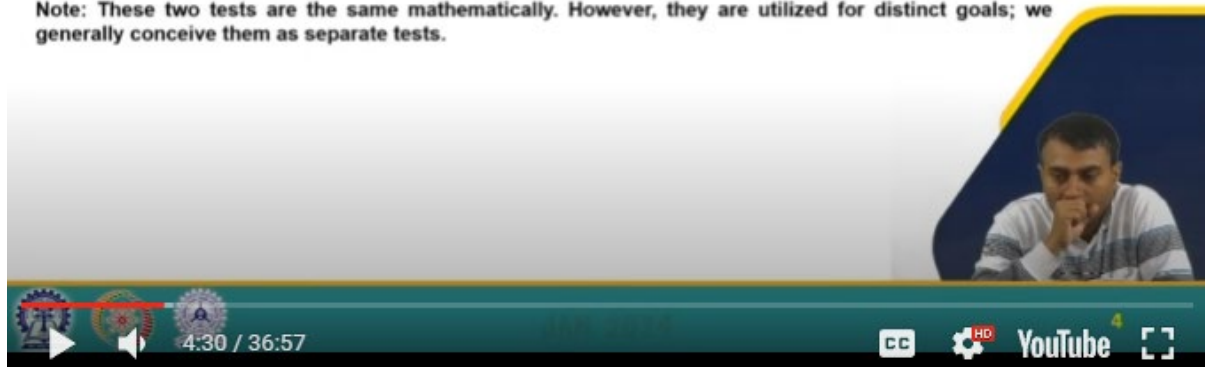 Note: These two tests are the same mathematically. However, they are utilized for distinct goals; we
generally conceive them as separate tests.
4:30 / 36:57
CC
HD
YouTube
4